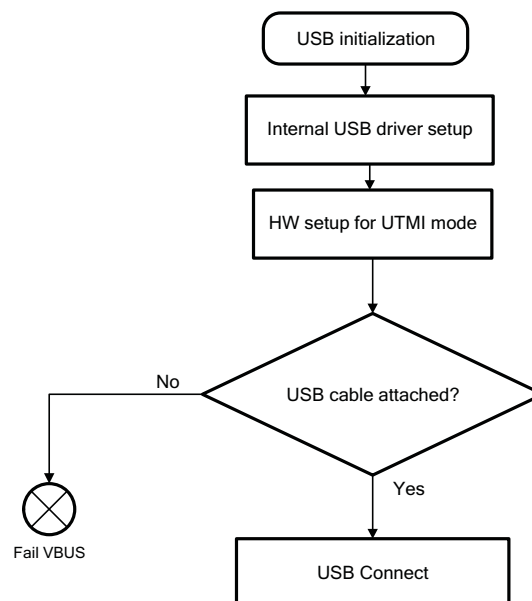 USB initialization
Internal USB driver setup
HW setup for UTMI mode
USB cable attached?
No
Yes
Fail VBUS
USB Connect